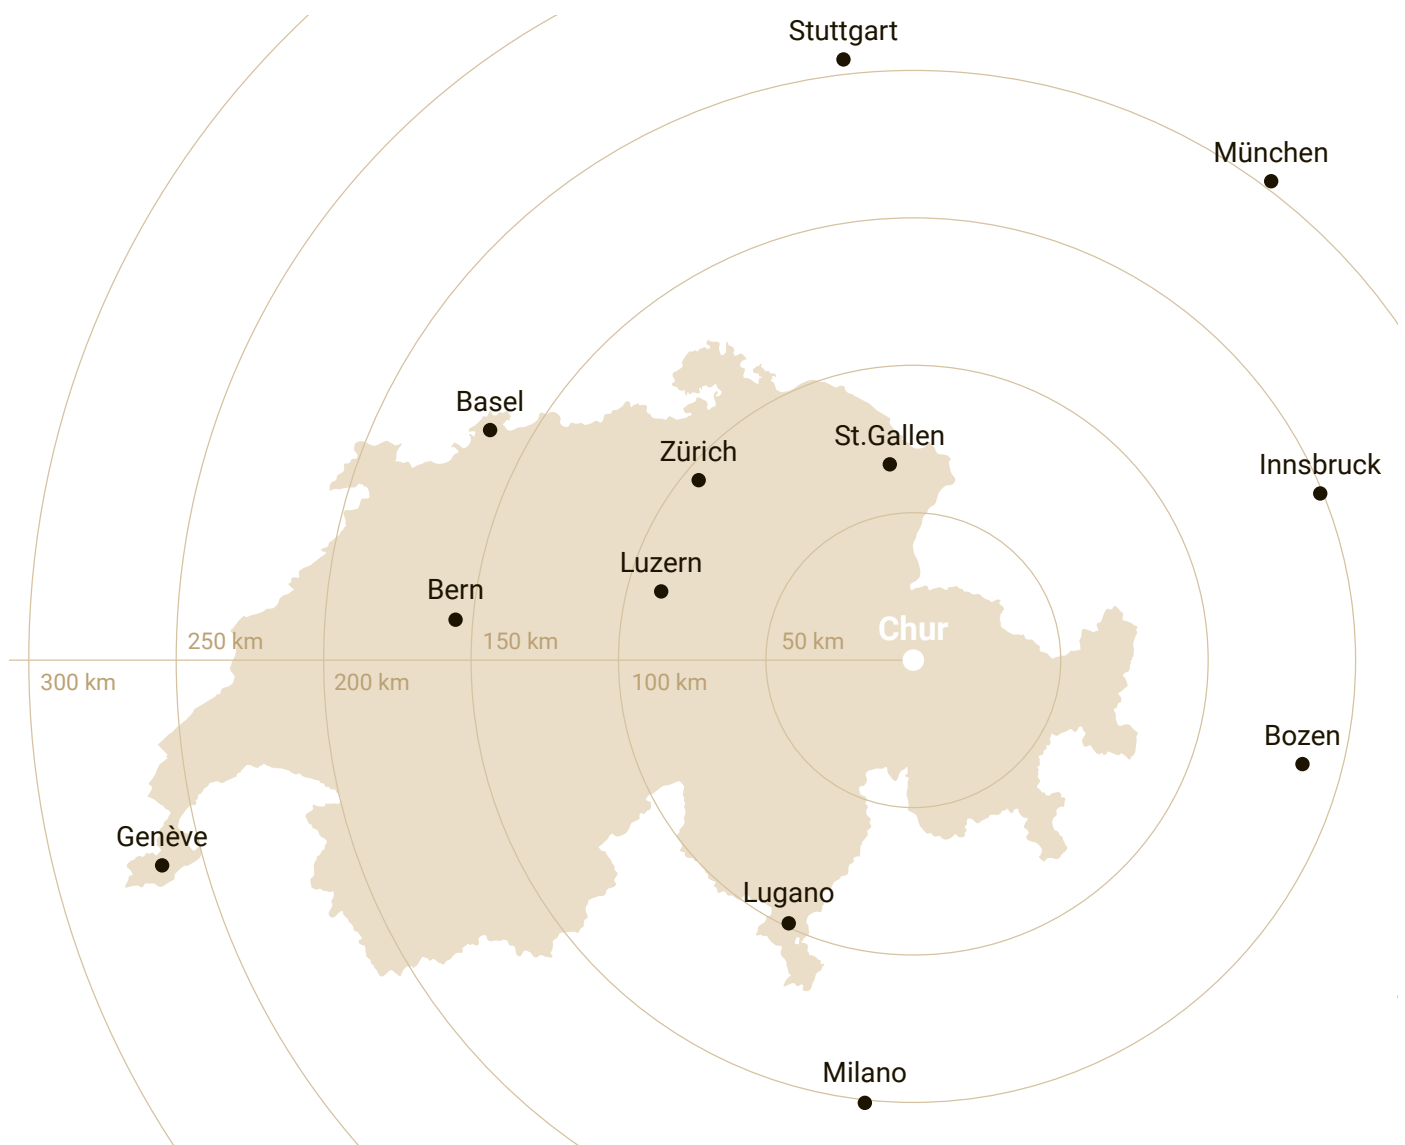 Stuttgart
München
Basel
St.Gallen
Zürich
Innsbruck
Luzern
Bern
Chur
250 km
150 km
50 km
300 km
200 km
100 km
Bozen
Genève
Lugano
Milano